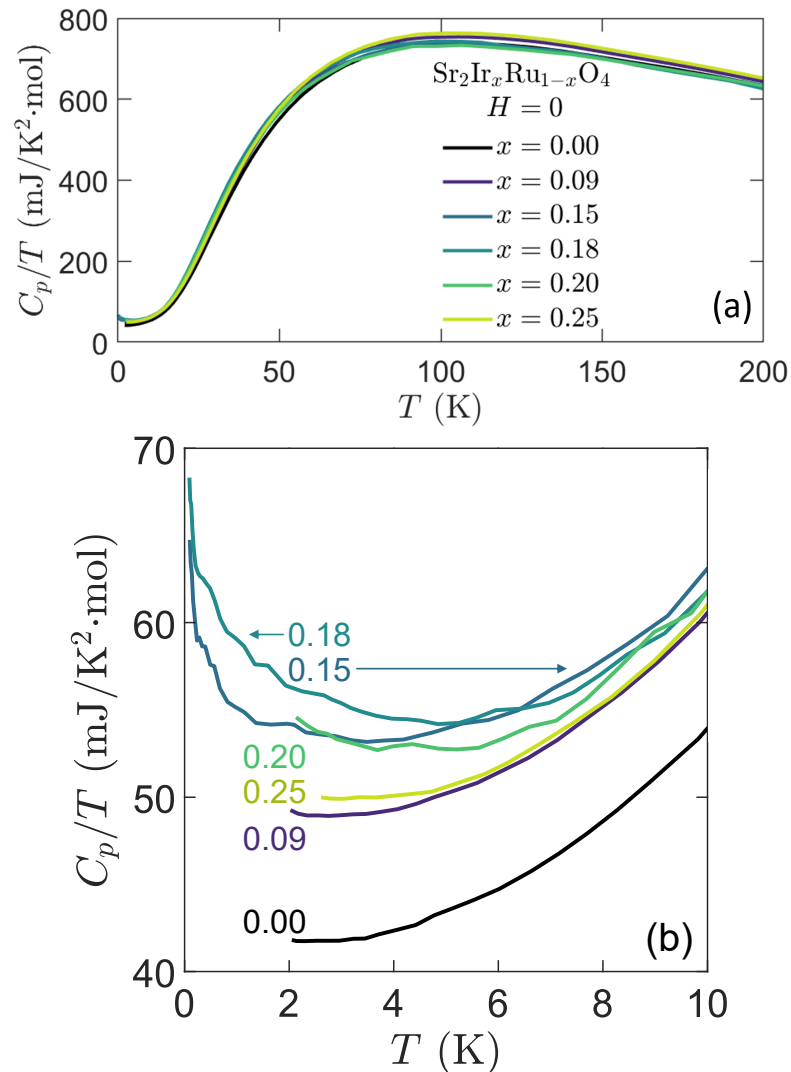 800
600
400
200
0
C_p/T (mJ/K²·mol)
Sr₂IrₓRu₁₋ₓO₄
H = 0
x = 0.00
x = 0.09
x = 0.15
x = 0.18
x = 0.20
x = 0.25
(a)
0 50 100 150 200
T (K)
70
60
50
40
C_p/T (mJ/K²·mol)
0.18
0.15
0.20
0.25
0.09
0.00
(b)
0 2 4 6 8 10
T (K)